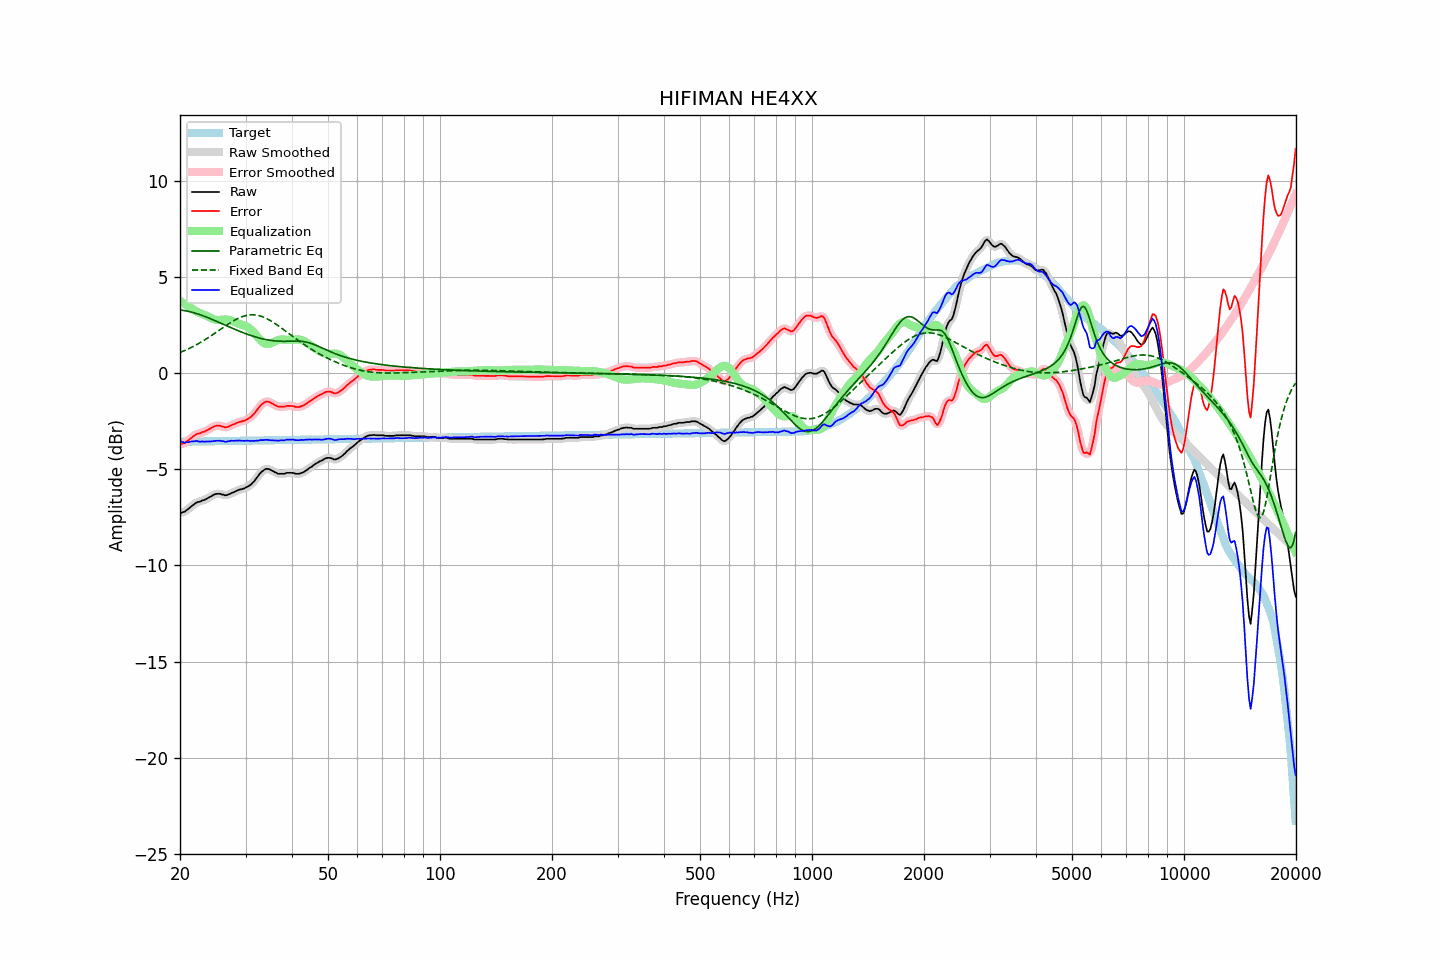 HIFIMAN HE4XX
Target
Raw Smoothed
Error Smoothed
Raw
Error
Equalization
Parametric Eq
Fixed Band Eq
Equalized
10
5
0
−5
−10
−15
−20
−25
Amplitude (dBr)
20 50 100 200 500 1000 2000 5000 10000 20000
Frequency (Hz)